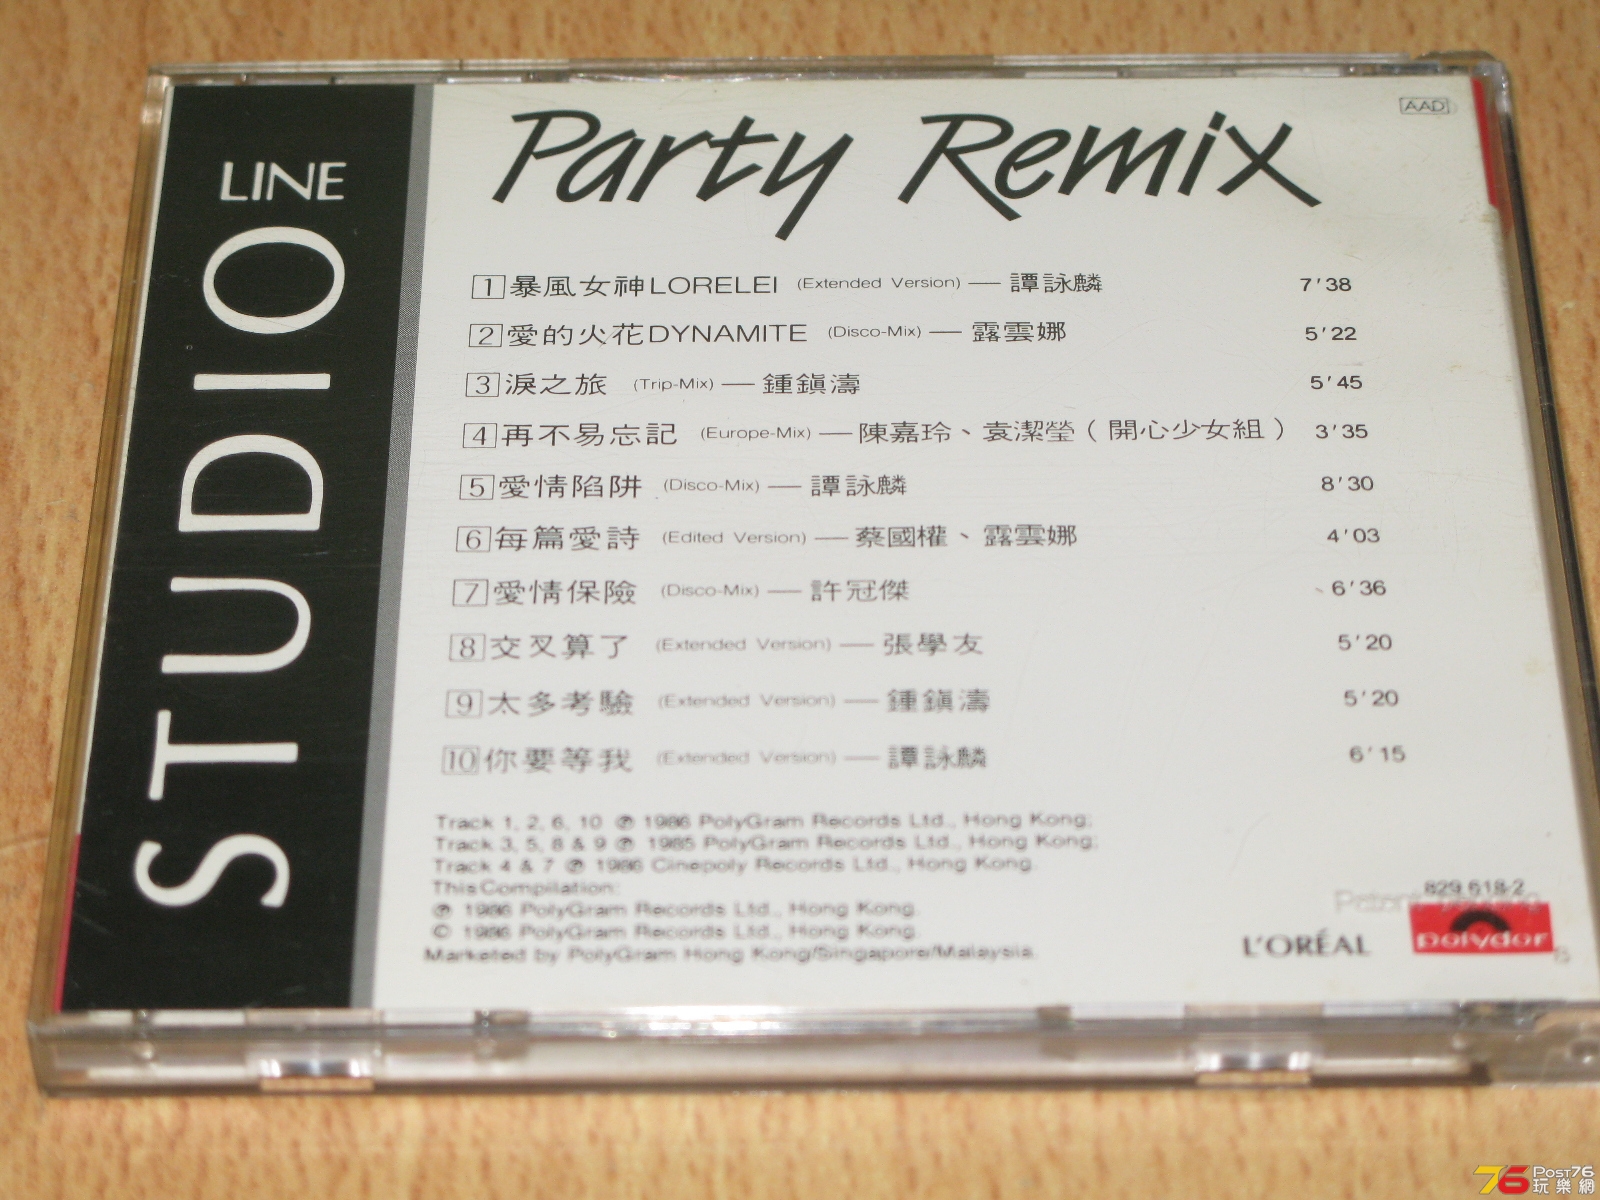 STUDIO LINE
Party Remix
AAD
1 暴風女神LORELEI (Extended Version) — 譚詠麟 7'38
2 愛的火花DYNAMITE (Disco-Mix) — 露雲娜 5'22
3 淚之旅 (Trip-Mix) — 鍾鎮濤 5'45
4 再不易忘記 (Europe-Mix) — 陳嘉玲、袁潔瑩（開心少女組） 3'35
5 愛情陷阱 (Disco-Mix) — 譚詠麟 8'30
6 每篇愛詩 (Edited Version) — 蔡國權、露雲娜 4'03
7 愛情保險 (Disco-Mix) — 許冠傑 6'36
8 交叉算了 (Extended Version) — 張學友 5'20
9 太多考驗 (Extended Version) — 鍾鎮濤 5'20
10 你要等我 (Extended Version) — 譚詠麟 6'15
Track 1, 2, 6, 10 ℗ 1986 PolyGram Records Ltd., Hong Kong;
Track 3, 5, 8 & 9 ℗ 1985 PolyGram Records Ltd., Hong Kong;
Track 4 & 7 ℗ 1986 Cinepoly Records Ltd., Hong Kong.
This Compilation:
℗ 1986 PolyGram Records Ltd., Hong Kong.
© 1986 PolyGram Records Ltd., Hong Kong.
Marketed by PolyGram Hong Kong/Singapore/Malaysia.
829 618-2
Patent
L'ORÉAL
polydor
76 Post76
玩樂網